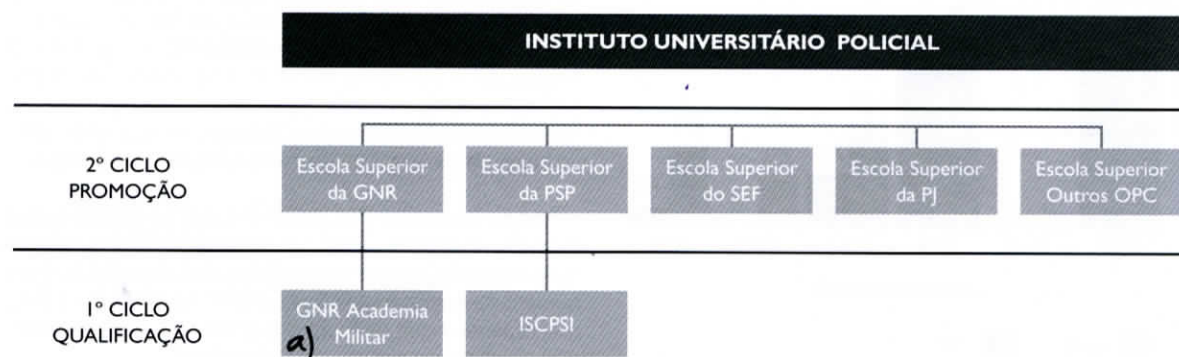 INSTITUTO UNIVERSITÁRIO POLICIAL
2º CICLO
PROMOÇÃO
Escola Superior
da GNR
Escola Superior
da PSP
Escola Superior
do SEF
Escola Superior
da PJ
Escola Superior
Outros OPC
1º CICLO
QUALIFICAÇÃO
GNR Academia
Militar
a)
ISCPSI